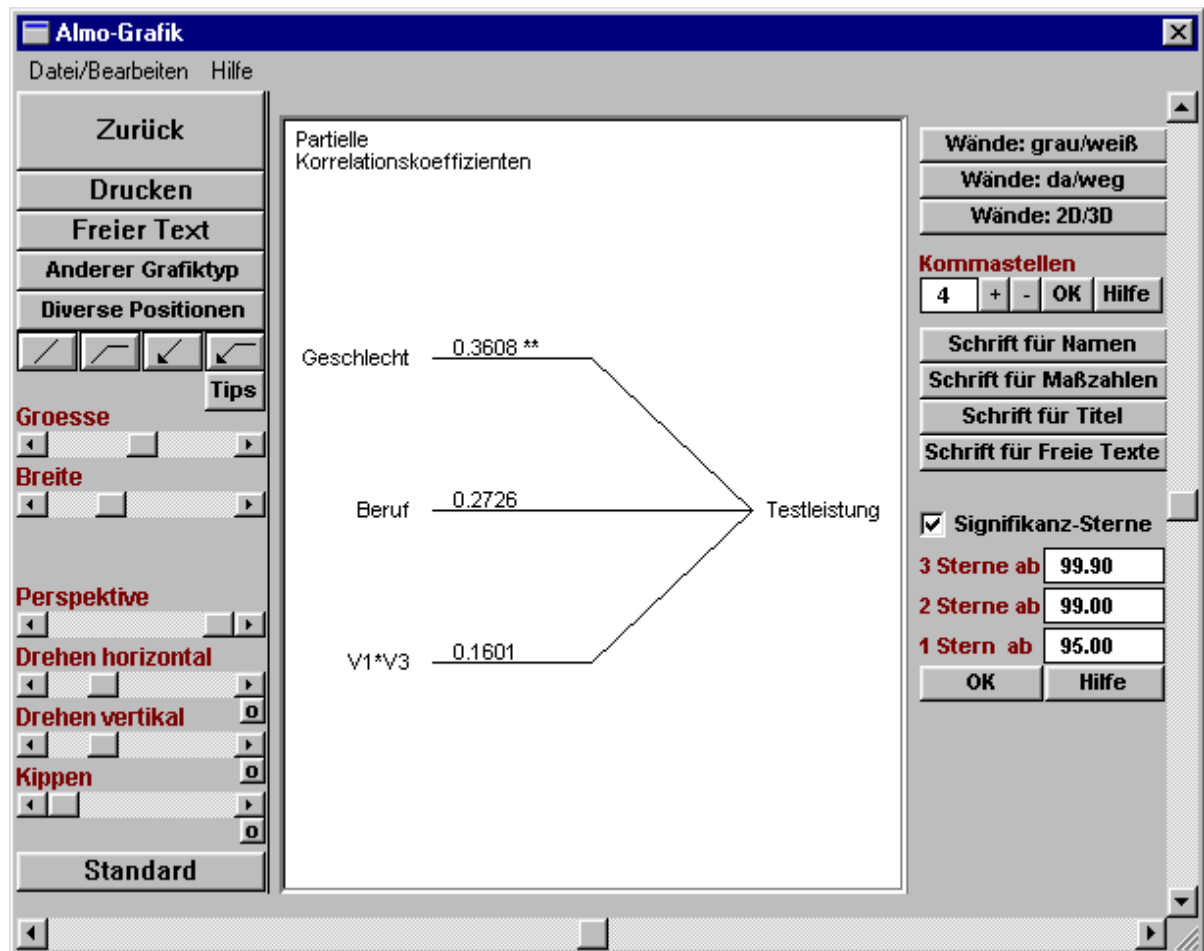 Almo-Grafik
Datei/Bearbeiten Hilfe
Zurück
Drucken
Freier Text
Anderer Grafiktyp
Diverse Positionen
Tips
Groesse
Breite
Perspektive
Drehen horizontal
o
Drehen vertikal
o
Kippen
o
Standard
Partielle
Korrelationskoeffizienten
Geschlecht 0.3608 **
Beruf 0.2726 Testleistung
V1*V3 0.1601
Wände: grau/weiß
Wände: da/weg
Wände: 2D/3D
Kommastellen
4 + - OK Hilfe
Schrift für Namen
Schrift für Maßzahlen
Schrift für Titel
Schrift für Freie Texte
Signifikanz-Sterne
3 Sterne ab 99.90
2 Sterne ab 99.00
1 Stern ab 95.00
OK Hilfe